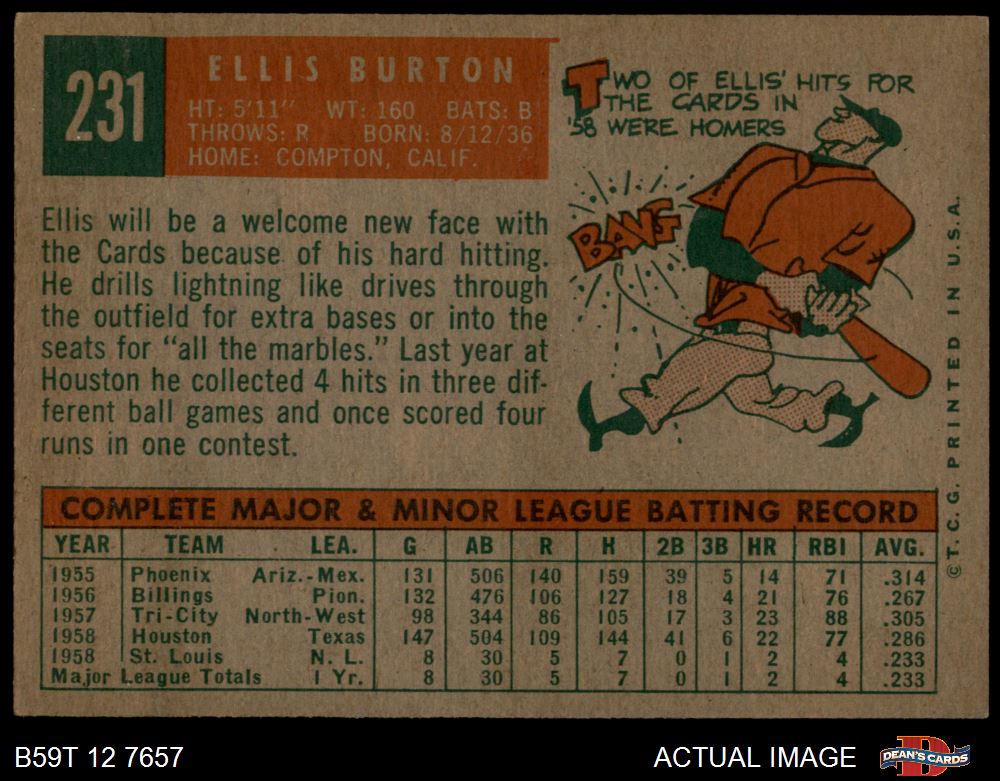 231
ELLIS BURTON
HT: 5'11" WT: 160 BATS: B
THROWS: R BORN: 8/12/36
HOME: COMPTON, CALIF.
TWO OF ELLIS' HITS FOR
THE CARDS IN
'58 WERE HOMERS
BANG
Ellis will be a welcome new face with
the Cards because of his hard hitting.
He drills lightning like drives through
the outfield for extra bases or into the
seats for "all the marbles." Last year at
Houston he collected 4 hits in three dif-
ferent ball games and once scored four
runs in one contest.
COMPLETE MAJOR & MINOR LEAGUE BATTING RECORD
YEAR TEAM LEA. G AB R H 2B 3B HR RBI AVG.
1955 Phoenix Ariz.-Mex. 131 506 140 159 39 5 14 71 .314
1956 Billings Pion. 132 476 106 127 18 4 21 76 .267
1957 Tri-City North-West 98 344 86 105 17 3 23 88 .305
1958 Houston Texas 147 504 109 144 41 6 22 77 .286
1958 St. Louis N. L. 8 30 5 7 0 1 2 4 .233
Major League Totals 1 Yr. 8 30 5 7 0 1 2 4 .233
© T. C. G. PRINTED IN U.S.A.
B59T 12 7657
ACTUAL IMAGE
DEAN'S CARDS